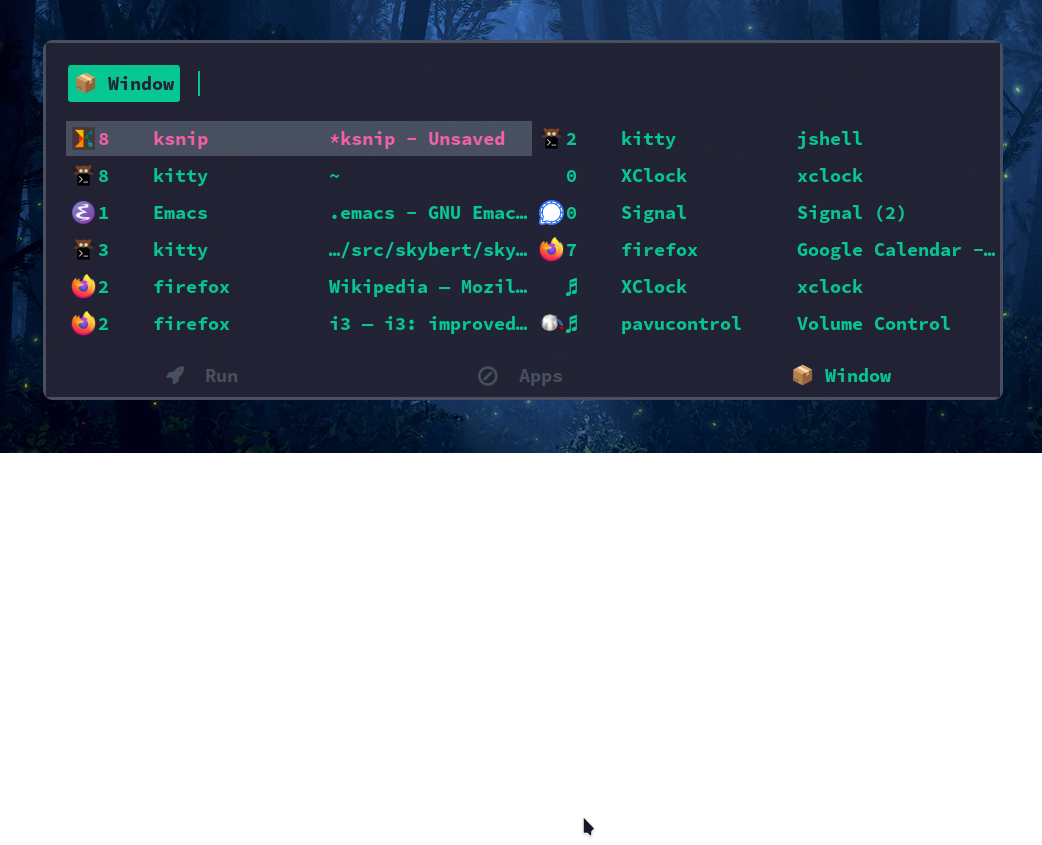 📦 Window
8 ksnip *ksnip - Unsaved 2 kitty jshell
8 kitty ~ 0 XClock xclock
1 Emacs .emacs - GNU Emac… 0 Signal Signal (2)
3 kitty …/src/skybert/sky… 7 firefox Google Calendar -…
2 firefox Wikipedia — Mozil… ♬ XClock xclock
2 firefox i3 — i3: improved… ♬ pavucontrol Volume Control
Run Apps 📦 Window